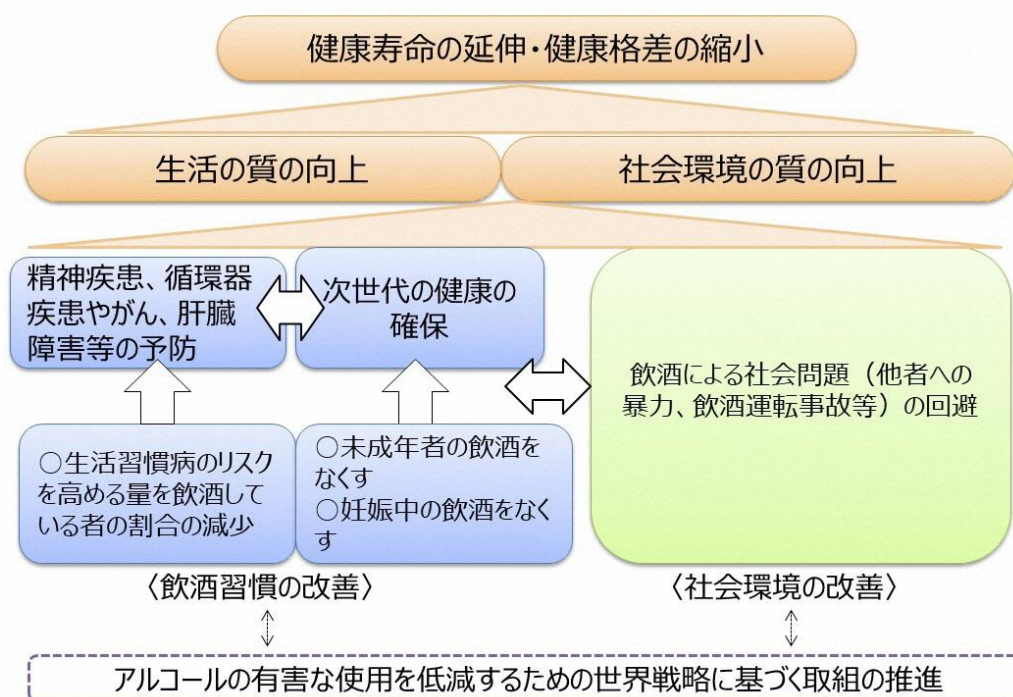 健康寿命の延伸・健康格差の縮小
生活の質の向上
社会環境の質の向上
精神疾患、循環器
疾患やがん、肝臓
障害等の予防
次世代の健康の
確保
飲酒による社会問題（他者への
暴力、飲酒運転事故等）の回避
○生活習慣病のリスク
を高める量を飲酒して
いる者の割合の減少
○未成年者の飲酒を
なくす
○妊娠中の飲酒をなく
す
〈飲酒習慣の改善〉
〈社会環境の改善〉
アルコールの有害な使用を低減するための世界戦略に基づく取組の推進